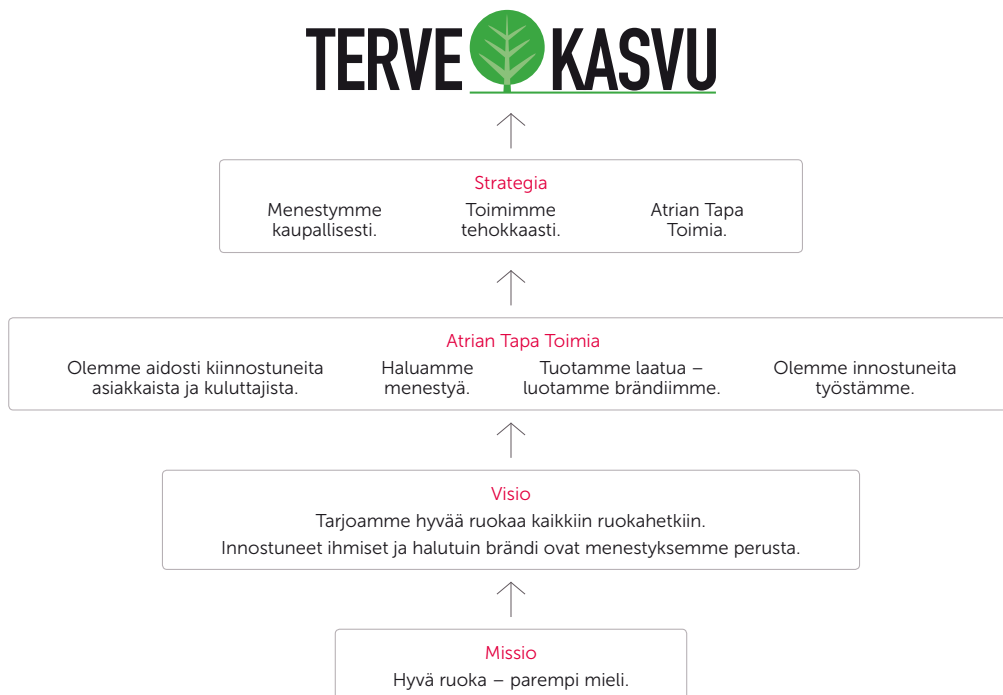 TERVE KASVU
Strategia
Menestymme
kaupallisesti.
Toimimme
tehokkaasti.
Atrian Tapa
Toimia.
Atrian Tapa Toimia
Olemme aidosti kiinnostuneita
asiakkaista ja kuluttajista.
Haluamme
menestyä.
Tuotamme laatua –
luotamme brändiimme.
Olemme innostuneita
työstämme.
Visio
Tarjoamme hyvää ruokaa kaikkiin ruokahetkiin.
Innostuneet ihmiset ja halutuin brändi ovat menestyksemme perusta.
Missio
Hyvä ruoka – parempi mieli.